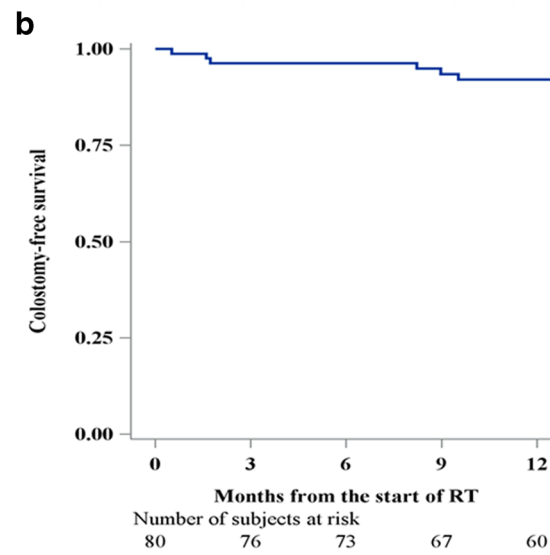 b
1.00
0.75
0.50
0.25
0.00
Colostomy-free survival
0 3 6 9 12
Months from the start of RT
Number of subjects at risk
80 76 73 67 60